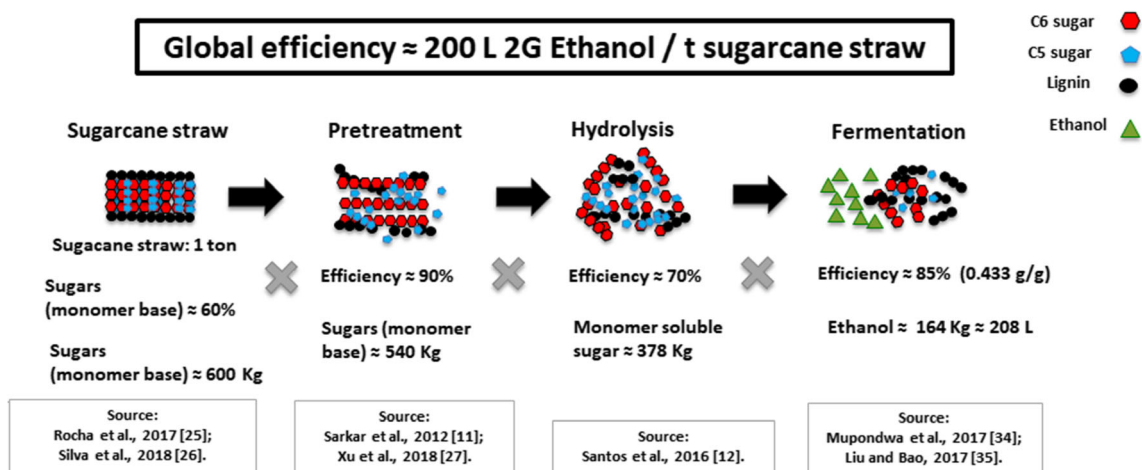 Global efficiency ≈ 200 L 2G Ethanol / t sugarcane straw
C6 sugar
C5 sugar
Lignin
Ethanol
Sugarcane straw
Pretreatment
Hydrolysis
Fermentation
Sugacane straw: 1 ton
Sugars
(monomer base) ≈ 60%
Sugars
(monomer base) ≈ 600 Kg
Efficiency ≈ 90%
Sugars (monomer
base) ≈ 540 Kg
Efficiency ≈ 70%
Monomer soluble
sugar ≈ 378 Kg
Efficiency ≈ 85% (0.433 g/g)
Ethanol ≈ 164 Kg ≈ 208 L
Source:
Rocha et al., 2017 [25];
Silva et al., 2018 [26].
Source:
Sarkar et al., 2012 [11];
Xu et al., 2018 [27].
Source:
Santos et al., 2016 [12].
Source:
Mupondwa et al., 2017 [34];
Liu and Bao, 2017 [35].